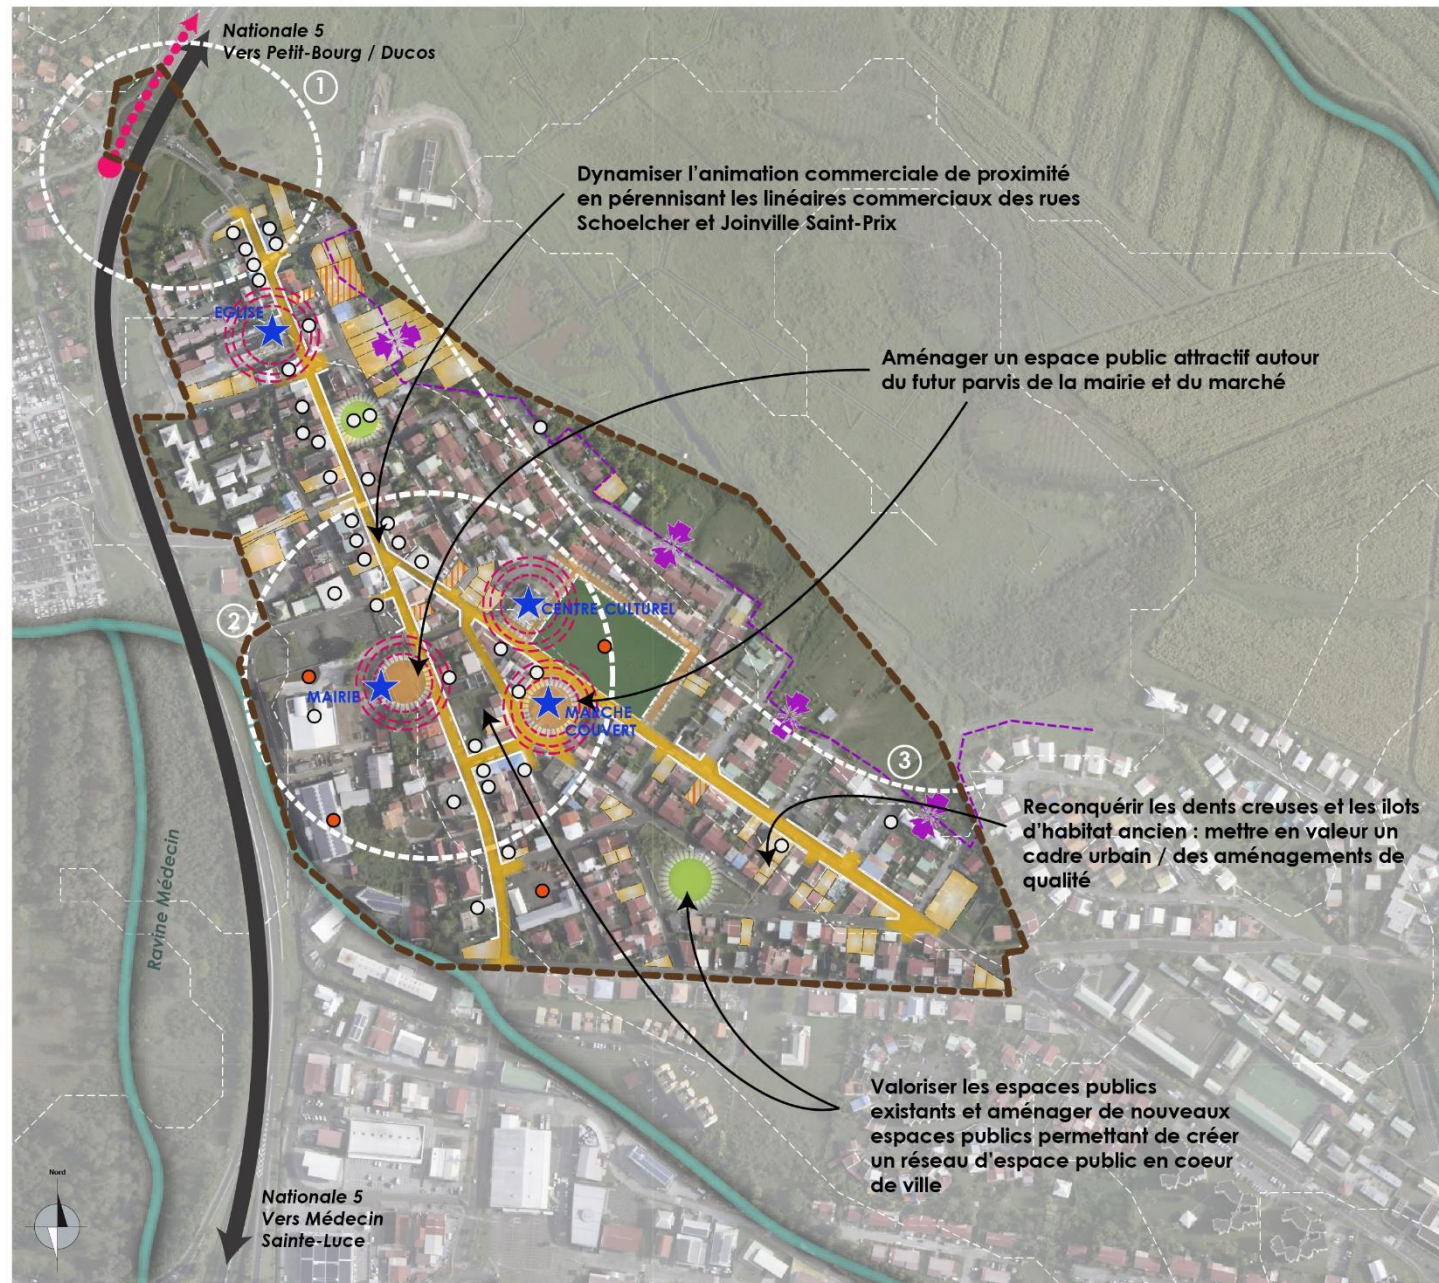 Nationale 5
Vers Petit-Bourg / Ducos
1
Dynamiser l'animation commerciale de proximité
en pérennisant les linéaires commerciaux des rues
Schoelcher et Joinville Saint-Prix
EGLISE
Aménager un espace public attractif autour
du futur parvis de la mairie et du marché
2
CENTRE CULTUREL
MAIRIE
MARCHE
COUVERT
3
Reconquérir les dents creuses et les ilots
d'habitat ancien : mettre en valeur un
cadre urbain / des aménagements de
qualité
Ravine Médecin
Valoriser les espaces publics
existants et aménager de nouveaux
espaces publics permettant de créer
un réseau d'espace public en coeur
de ville
Nord
Nationale 5
Vers Médecin
Sainte-Luce